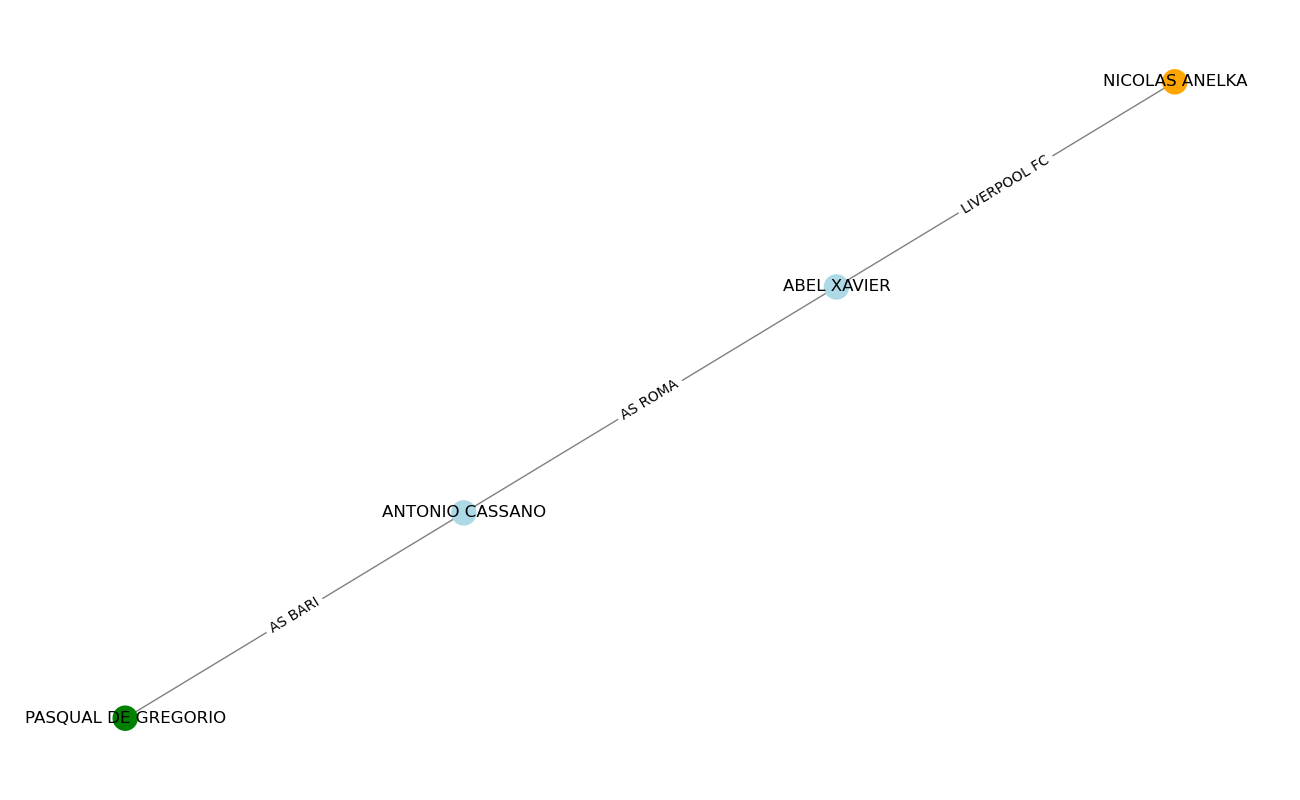 NICOLAS ANELKA
LIVERPOOL FC
ABEL XAVIER
AS ROMA
ANTONIO CASSANO
AS BARI
PASQUAL DE GREGORIO